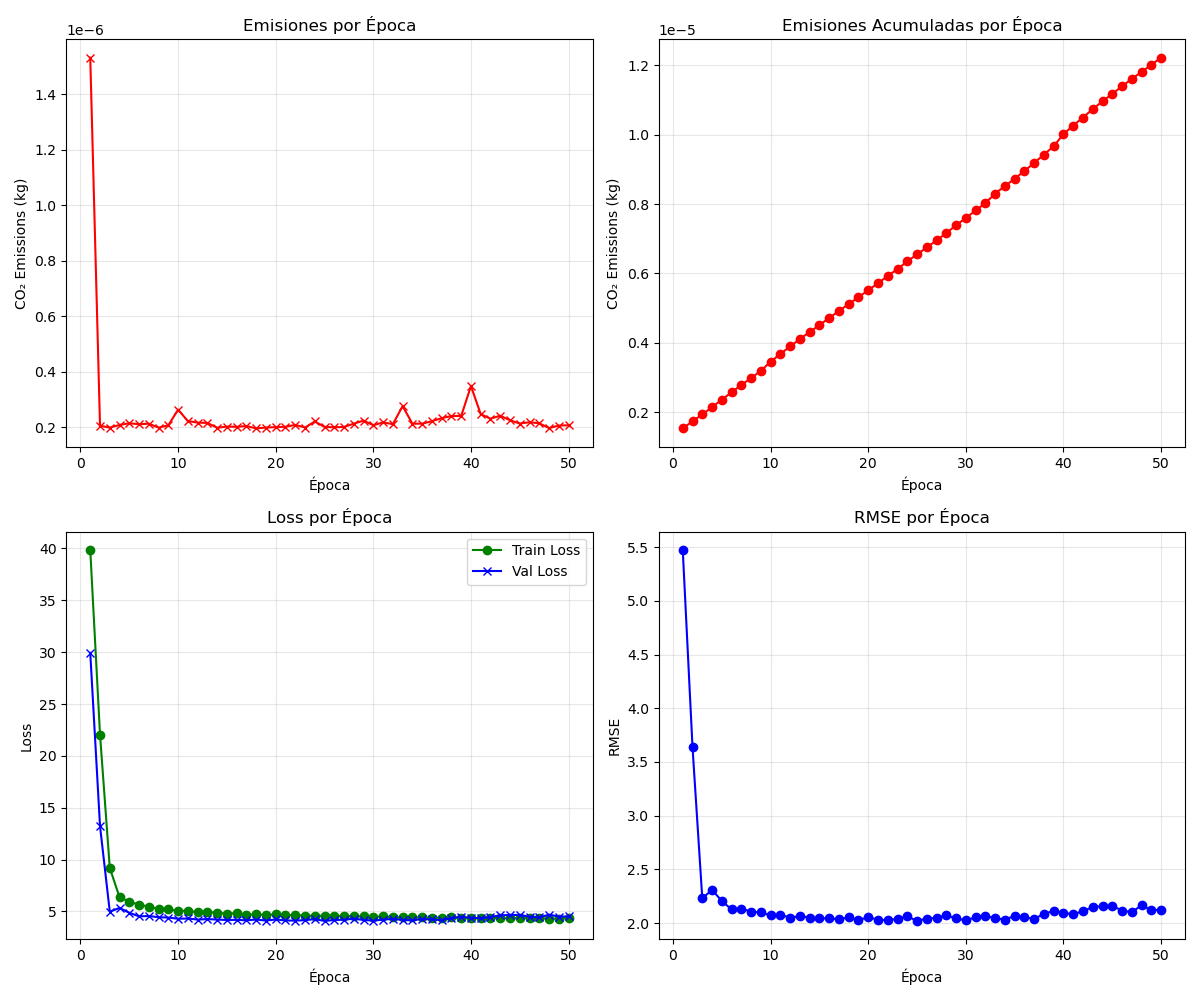 Emisiones por Época
1e−6
CO₂ Emissions (kg)
1.4
1.2
1.0
0.8
0.6
0.4
0.2
0 10 20 30 40 50
Época
Emisiones Acumuladas por Época
1e−5
CO₂ Emissions (kg)
1.2
1.0
0.8
0.6
0.4
0.2
0 10 20 30 40 50
Época
Loss por Época
Train Loss
Val Loss
Loss
40
35
30
25
20
15
10
5
0 10 20 30 40 50
Época
RMSE por Época
RMSE
5.5
5.0
4.5
4.0
3.5
3.0
2.5
2.0
0 10 20 30 40 50
Época